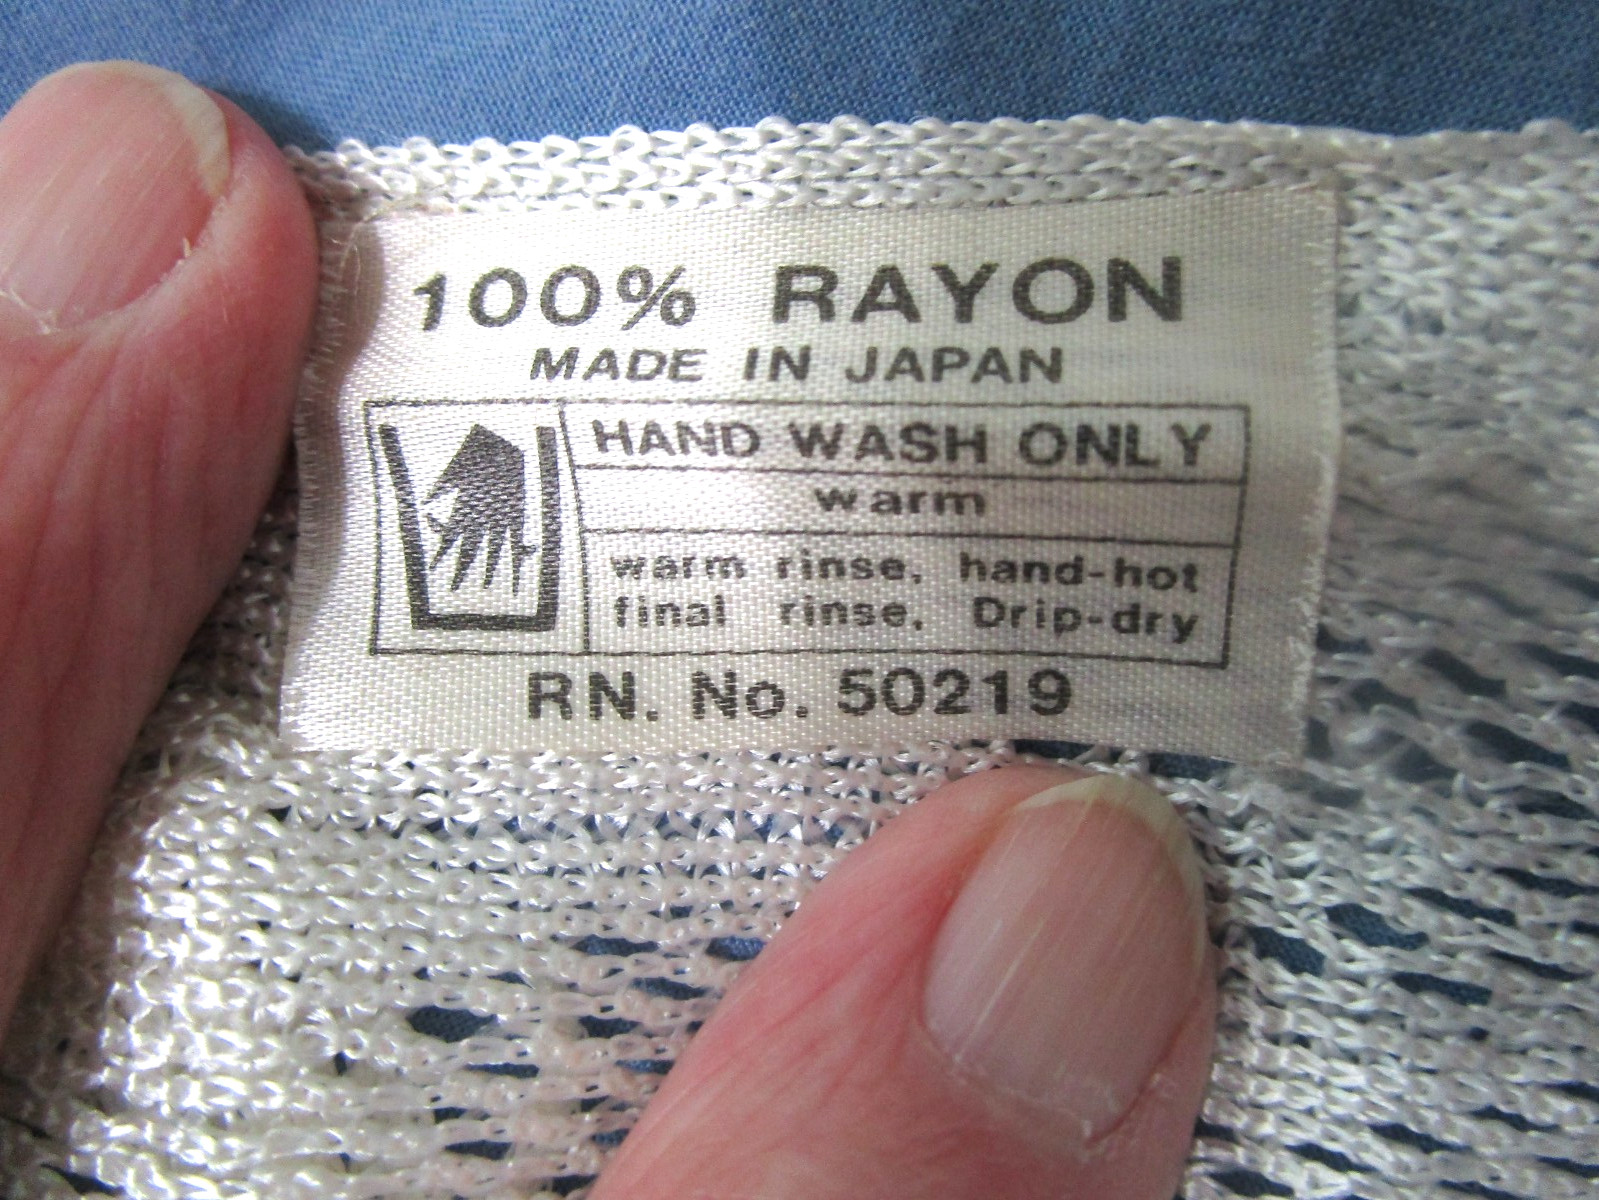 100% RAYON
MADE IN JAPAN
HAND WASH ONLY
warm
warm rinse, hand-hot
final rinse, Drip-dry
RN. No. 50219